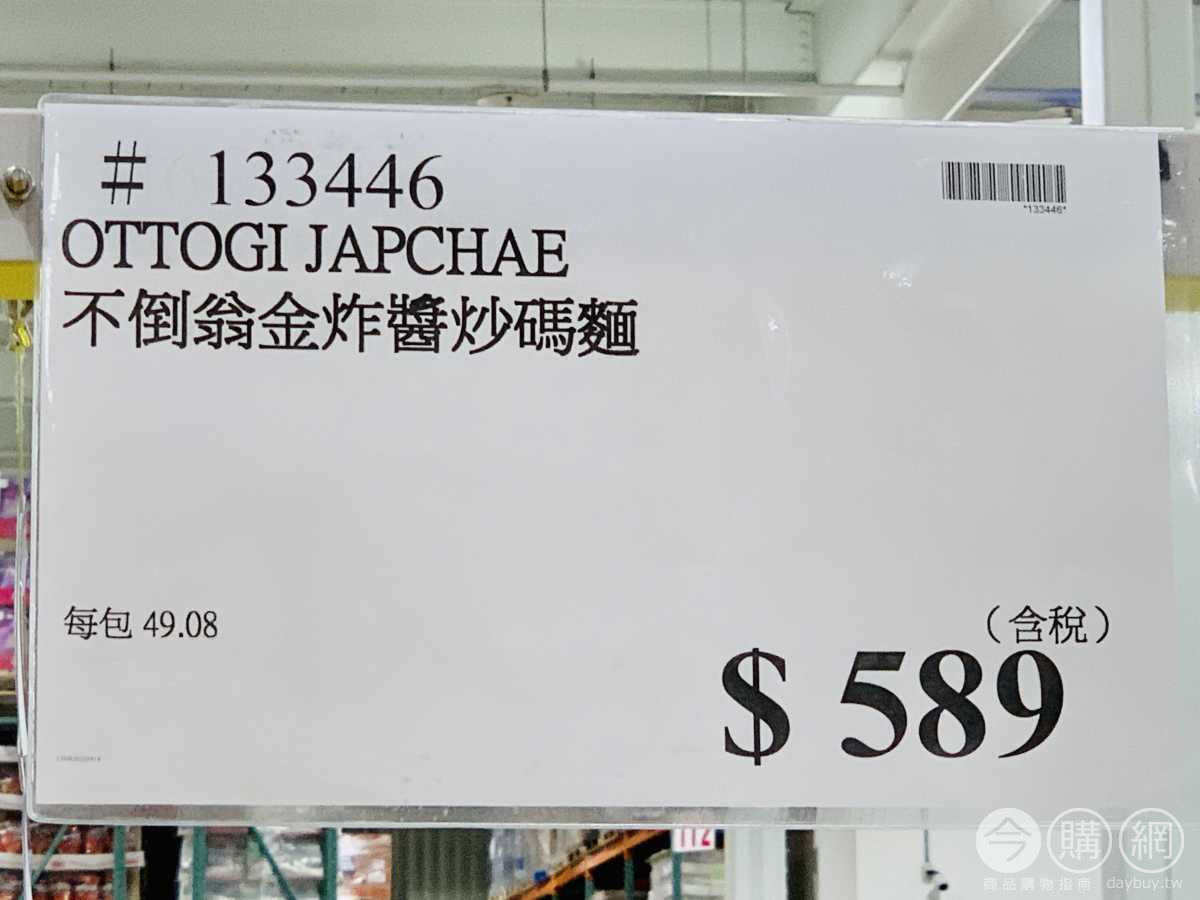 # 133446
*133446*
OTTOGI JAPCHAE
不倒翁金炸醬炒碼麵
每包 49.08
（含稅）
$ 589
112
今購網
商品購物指南 daybuy.tw